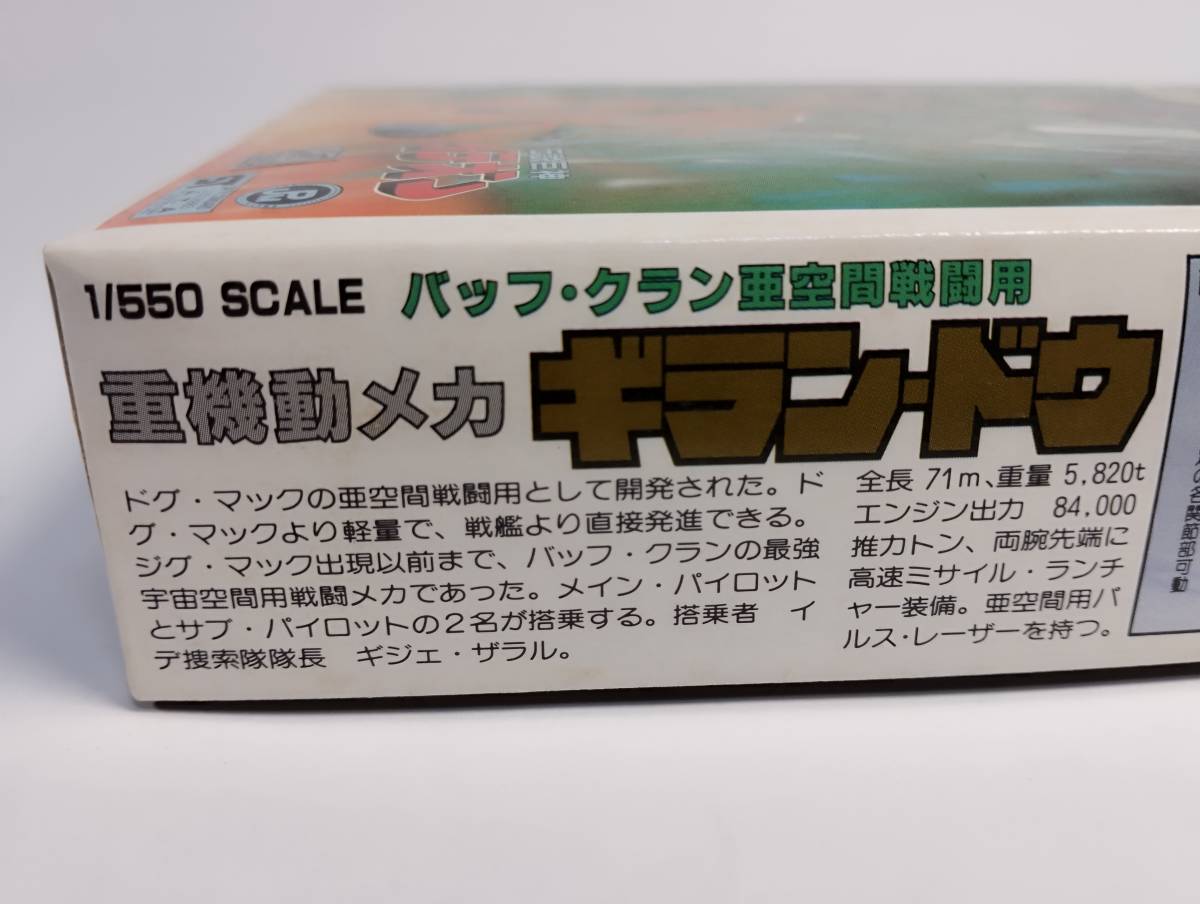 1/550 SCALE バッフ・クラン亜空間戦闘用
重機動メカ ギラン・ドウ
ドグ・マックの亜空間戦闘用として開発された。ド
グ・マックより軽量で、戦艦より直接発進できる。
ジグ・マック出現以前まで、バッフ・クランの最強
宇宙空間用戦闘メカであった。メイン・パイロット
とサブ・パイロットの2名が搭乗する。搭乗者 イ
デ捜索隊隊長 ギジェ・ザラル。
全長 71m、重量 5,820t
エンジン出力 84,000
推力トン、両腕先端に
高速ミサイル・ランチ
ャー装備。亜空間用パ
ルス・レーザーを持つ。
の各関節部可動